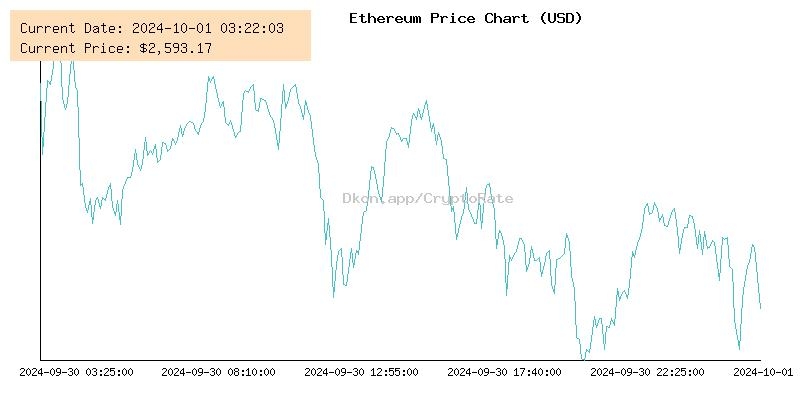 Ethereum Price Chart (USD)
Current Date: 2024-10-01 03:22:03
Current Price: $2,593.17
Dkon.app/CryptoRate
2024-09-30 03:25:00 2024-09-30 08:10:00 2024-09-30 12:55:00 2024-09-30 17:40:00 2024-09-30 22:25:00 2024-10-01